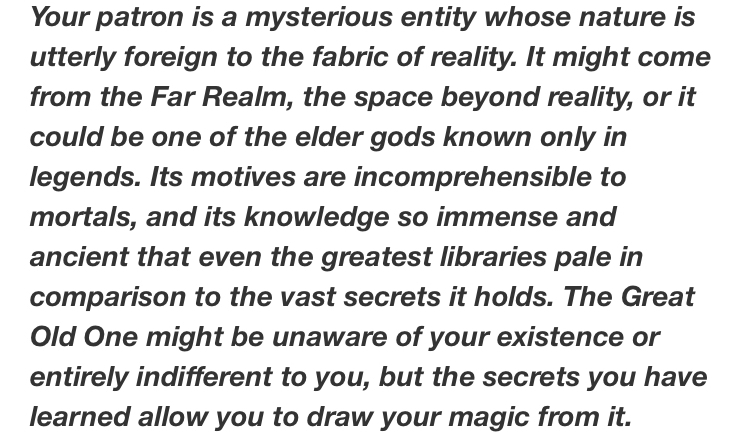 Your patron is a mysterious entity whose nature is
utterly foreign to the fabric of reality. It might come
from the Far Realm, the space beyond reality, or it
could be one of the elder gods known only in
legends. Its motives are incomprehensible to
mortals, and its knowledge so immense and
ancient that even the greatest libraries pale in
comparison to the vast secrets it holds. The Great
Old One might be unaware of your existence or
entirely indifferent to you, but the secrets you have
learned allow you to draw your magic from it.